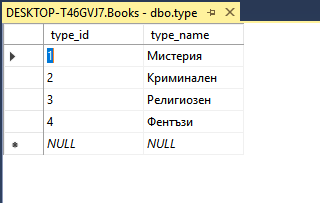 DESKTOP-T46GVJ7.Books - dbo.type
type_id type_name
1 Мистерия
2 Криминален
3 Религиозен
4 Фентъзи
NULL NULL